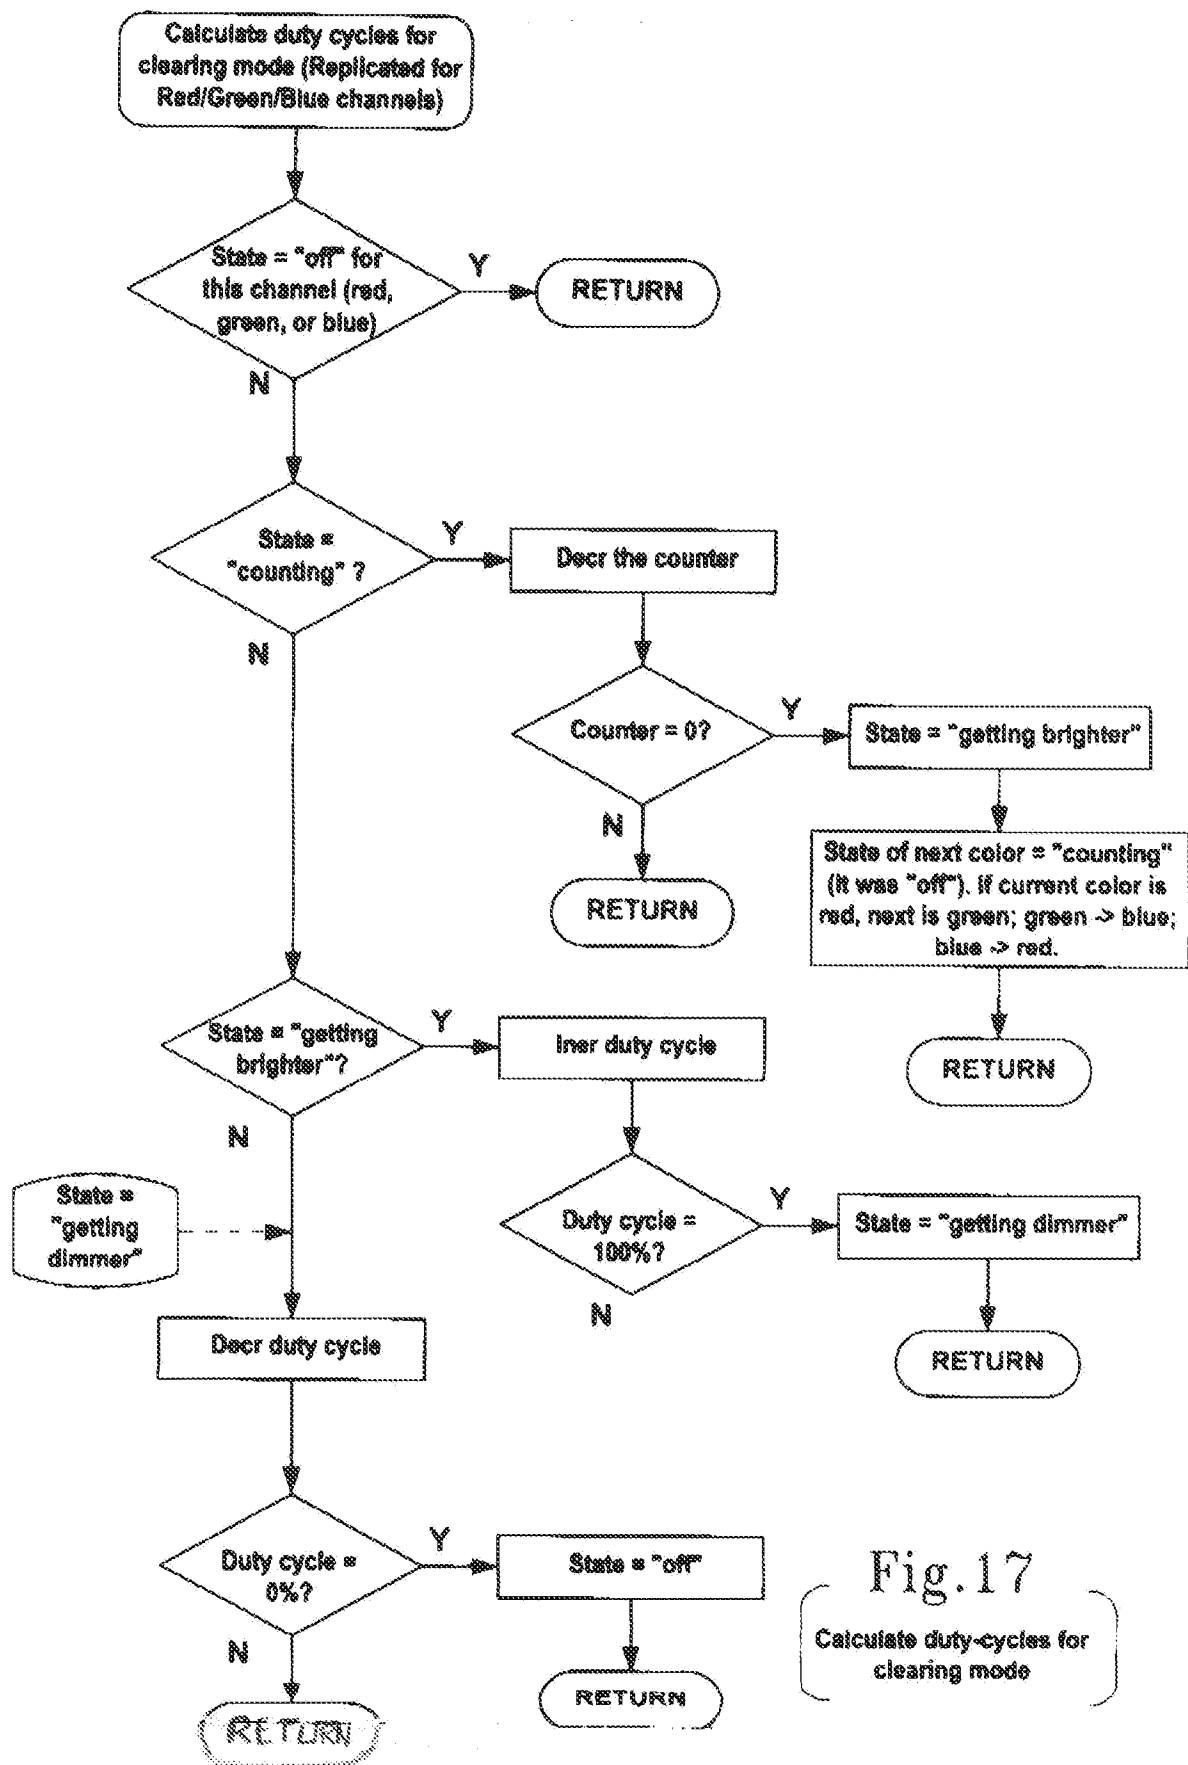 Calculate duty cycles for
clearing mode (Replicated for
Red/Green/Blue channels)
State = "off" for
this channel (red,
green, or blue)
Y
RETURN
N
State =
"counting" ?
Y
Decr the counter
N
Counter = 0?
Y
State = "getting brighter"
N
RETURN
State of next color = "counting"
(it was "off"). If current color is
red, next is green; green -> blue;
blue -> red.
RETURN
State = "getting
brighter"?
Y
Incr duty cycle
N
State =
"getting
dimmer"
Duty cycle =
100%?
Y
State = "getting dimmer"
N
RETURN
Decr duty cycle
Duty cycle =
0%?
Y
State = "off"
N
RETURN
RETURN
Fig.17
Calculate duty-cycles for
clearing mode